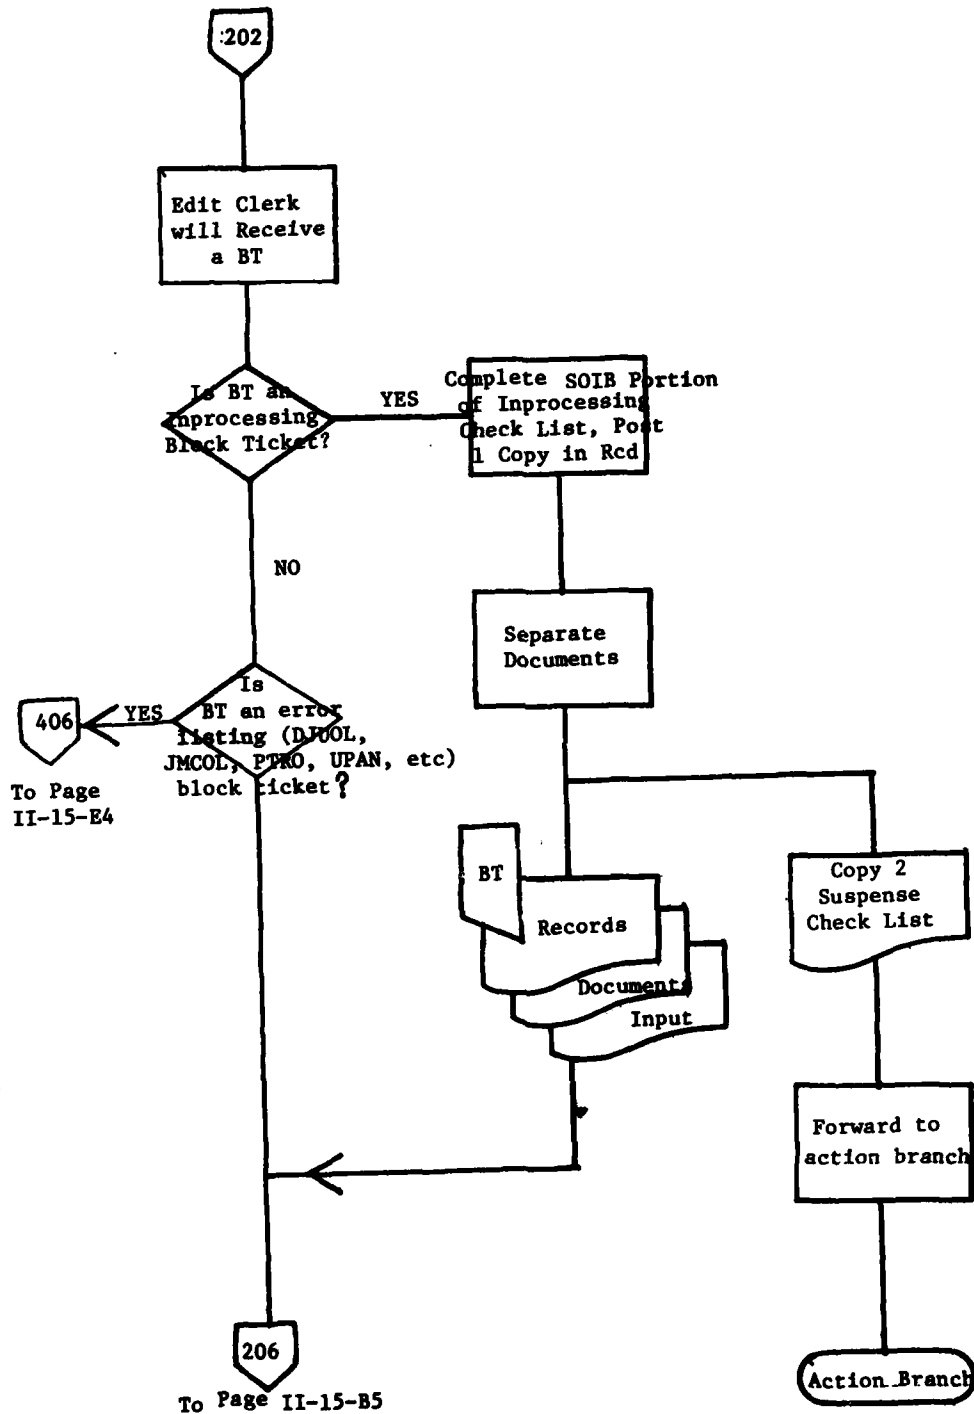 :202
Edit Clerk
will Receive
a BT
Is BT an
Inprocessing
Block Ticket?
YES
Complete SOIB Portion
of Inprocessing
Check List, Post
1 Copy in Rcd
NO
Separate
Documents
Is
BT an error
listing (DJUOL,
JMCOL, PTRO, UPAN, etc)
block ticket?
YES
406
To Page
II-15-E4
BT
Records
Documents
Input
Copy 2
Suspense
Check List
Forward to
action branch
206
To Page II-15-B5
Action Branch